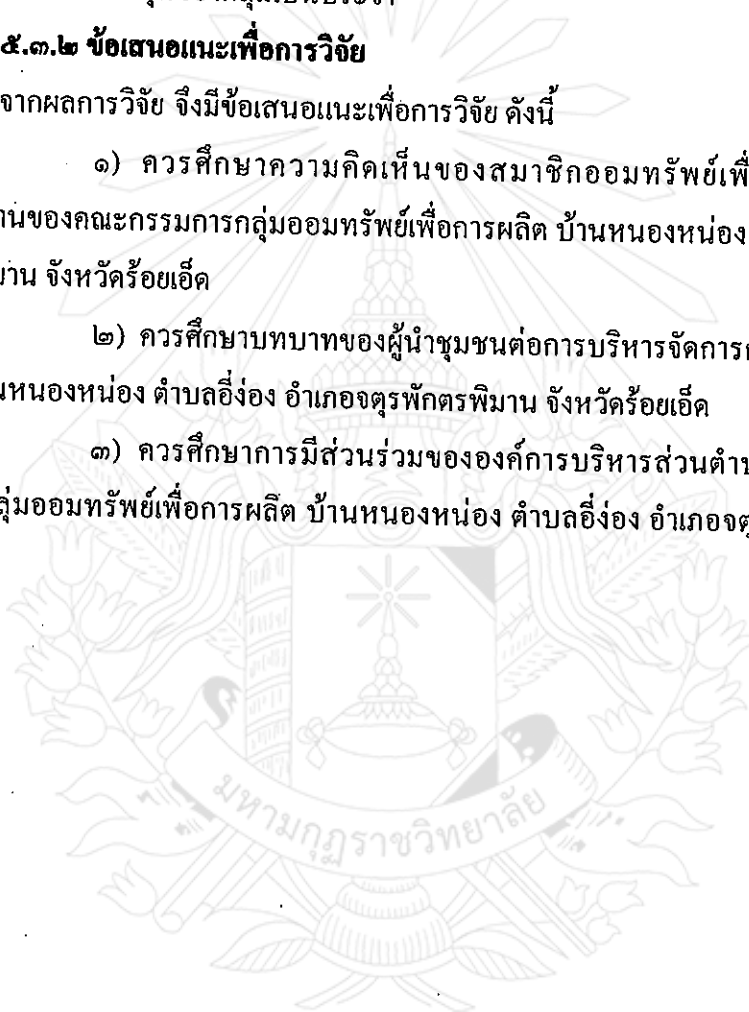 ๕.๓.๒ ข้อเสนอแนะเพื่อการวิจัย
จากผลการวิจัย จึงมีข้อเสนอแนะเพื่อการวิจัย ดังนี้
๑) ควรศึกษาความคิดเห็นของสมาชิกออมทรัพย์เพื่
านของคณะกรรมการกลุ่มออมทรัพย์เพื่อการผลิต บ้านหนองหน่อง
มาน จังหวัดร้อยเอ็ด
๒) ควรศึกษาบทบาทของผู้นำชุมชนต่อการบริหารจัดการก
นหนองหน่อง ตำบลอี่ง่อง อำเภอจตุรพักตรพิมาน จังหวัดร้อยเอ็ด
๓) ควรศึกษาการมีส่วนร่วมขององค์การบริหารส่วนตำบ
ลุ่มออมทรัพย์เพื่อการผลิต บ้านหนองหน่อง ตำบลอี่ง่อง อำเภอจตุ
มหามกุฏราชวิทยาลัย